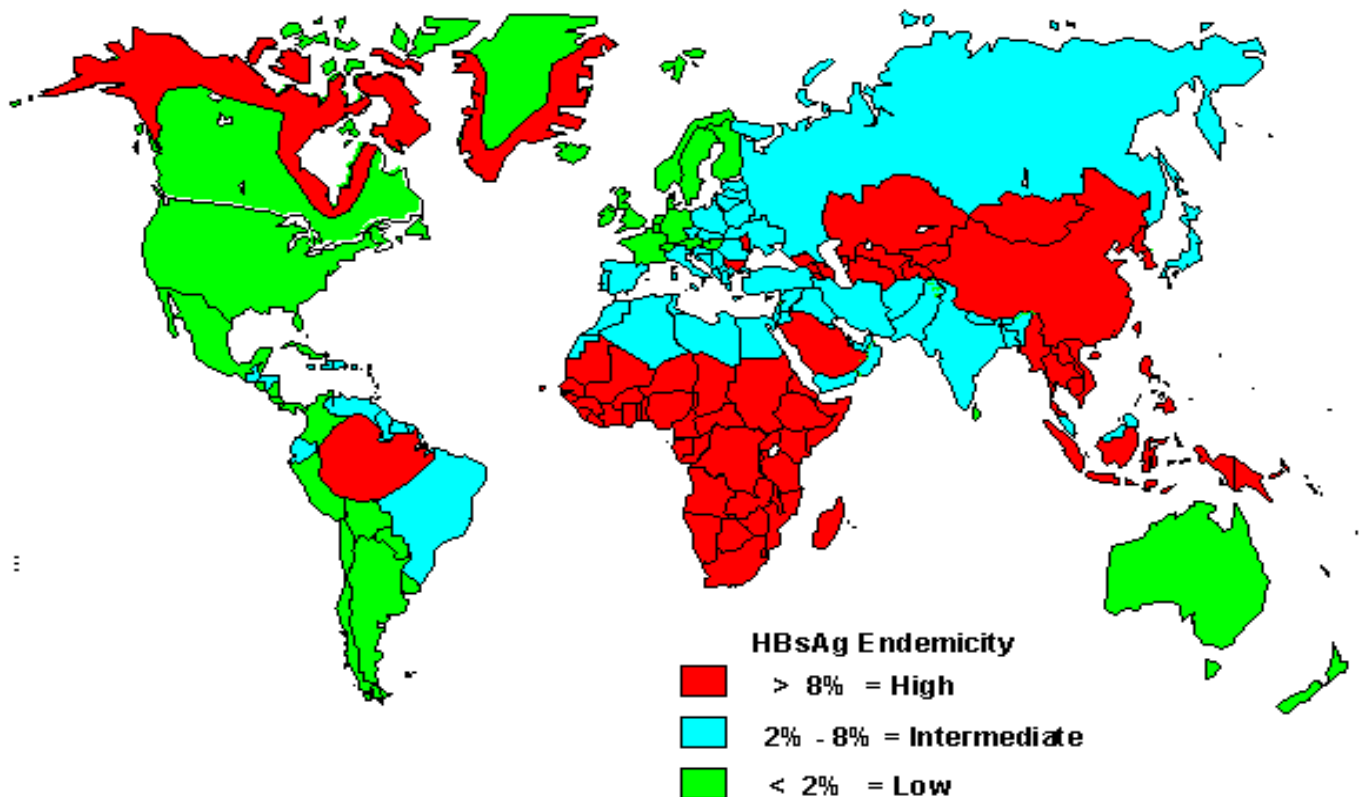 HBsAg Endemicity
> 8% = High
2% - 8% = Intermediate
< 2% = Low